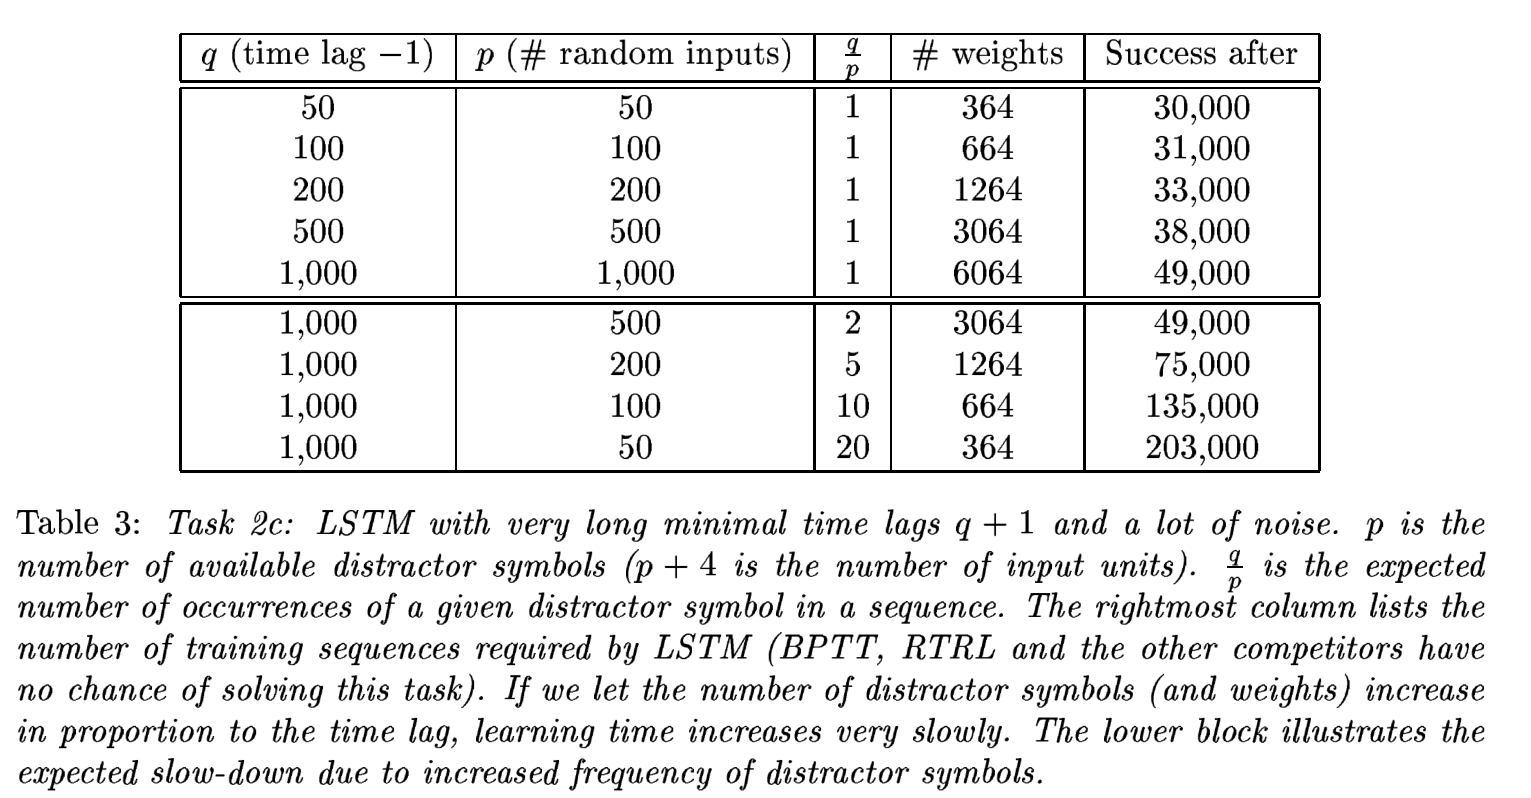 q (time lag −1) p (# random inputs) q/p # weights Success after
50 50 1 364 30,000
100 100 1 664 31,000
200 200 1 1264 33,000
500 500 1 3064 38,000
1,000 1,000 1 6064 49,000
1,000 500 2 3064 49,000
1,000 200 5 1264 75,000
1,000 100 10 664 135,000
1,000 50 20 364 203,000
Table 3: Task 2c: LSTM with very long minimal time lags q + 1 and a lot of noise. p is the
number of available distractor symbols (p + 4 is the number of input units). q/p is the expected
number of occurrences of a given distractor symbol in a sequence. The rightmost column lists the
number of training sequences required by LSTM (BPTT, RTRL and the other competitors have
no chance of solving this task). If we let the number of distractor symbols (and weights) increase
in proportion to the time lag, learning time increases very slowly. The lower block illustrates the
expected slow-down due to increased frequency of distractor symbols.